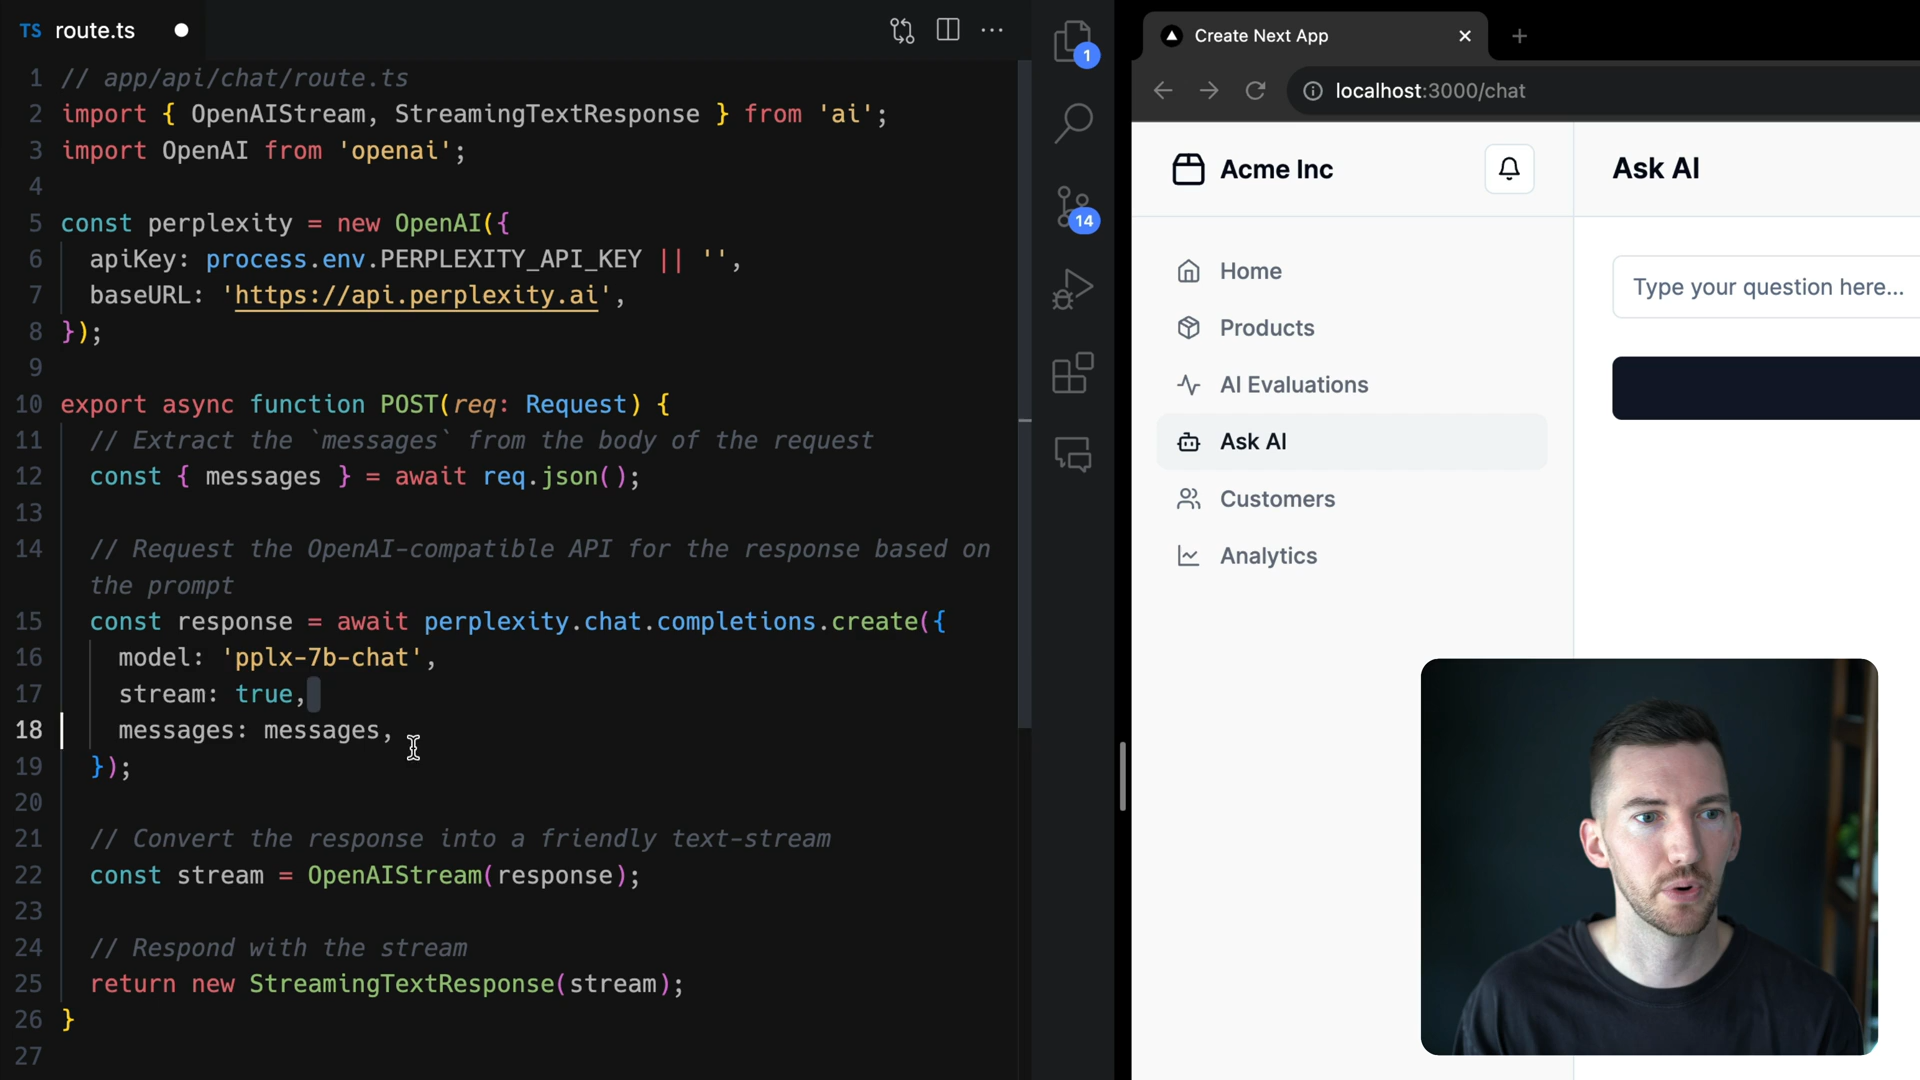 TS route.ts
1 // app/api/chat/route.ts
2 import { OpenAIStream, StreamingTextResponse } from 'ai';
3 import OpenAI from 'openai';
4
5 const perplexity = new OpenAI({
6 apiKey: process.env.PERPLEXITY_API_KEY || '',
7 baseURL: 'https://api.perplexity.ai',
8 });
9
10 export async function POST(req: Request) {
11 // Extract the `messages` from the body of the request
12 const { messages } = await req.json();
13
14 // Request the OpenAI-compatible API for the response based on
the prompt
15 const response = await perplexity.chat.completions.create({
16 model: 'pplx-7b-chat',
17 stream: true,
18 messages: messages,
19 });
20
21 // Convert the response into a friendly text-stream
22 const stream = OpenAIStream(response);
23
24 // Respond with the stream
25 return new StreamingTextResponse(stream);
26 }
27
1
14
Create Next App
localhost:3000/chat
Acme Inc
Home
Products
AI Evaluations
Ask AI
Customers
Analytics
Ask AI
Type your question here...